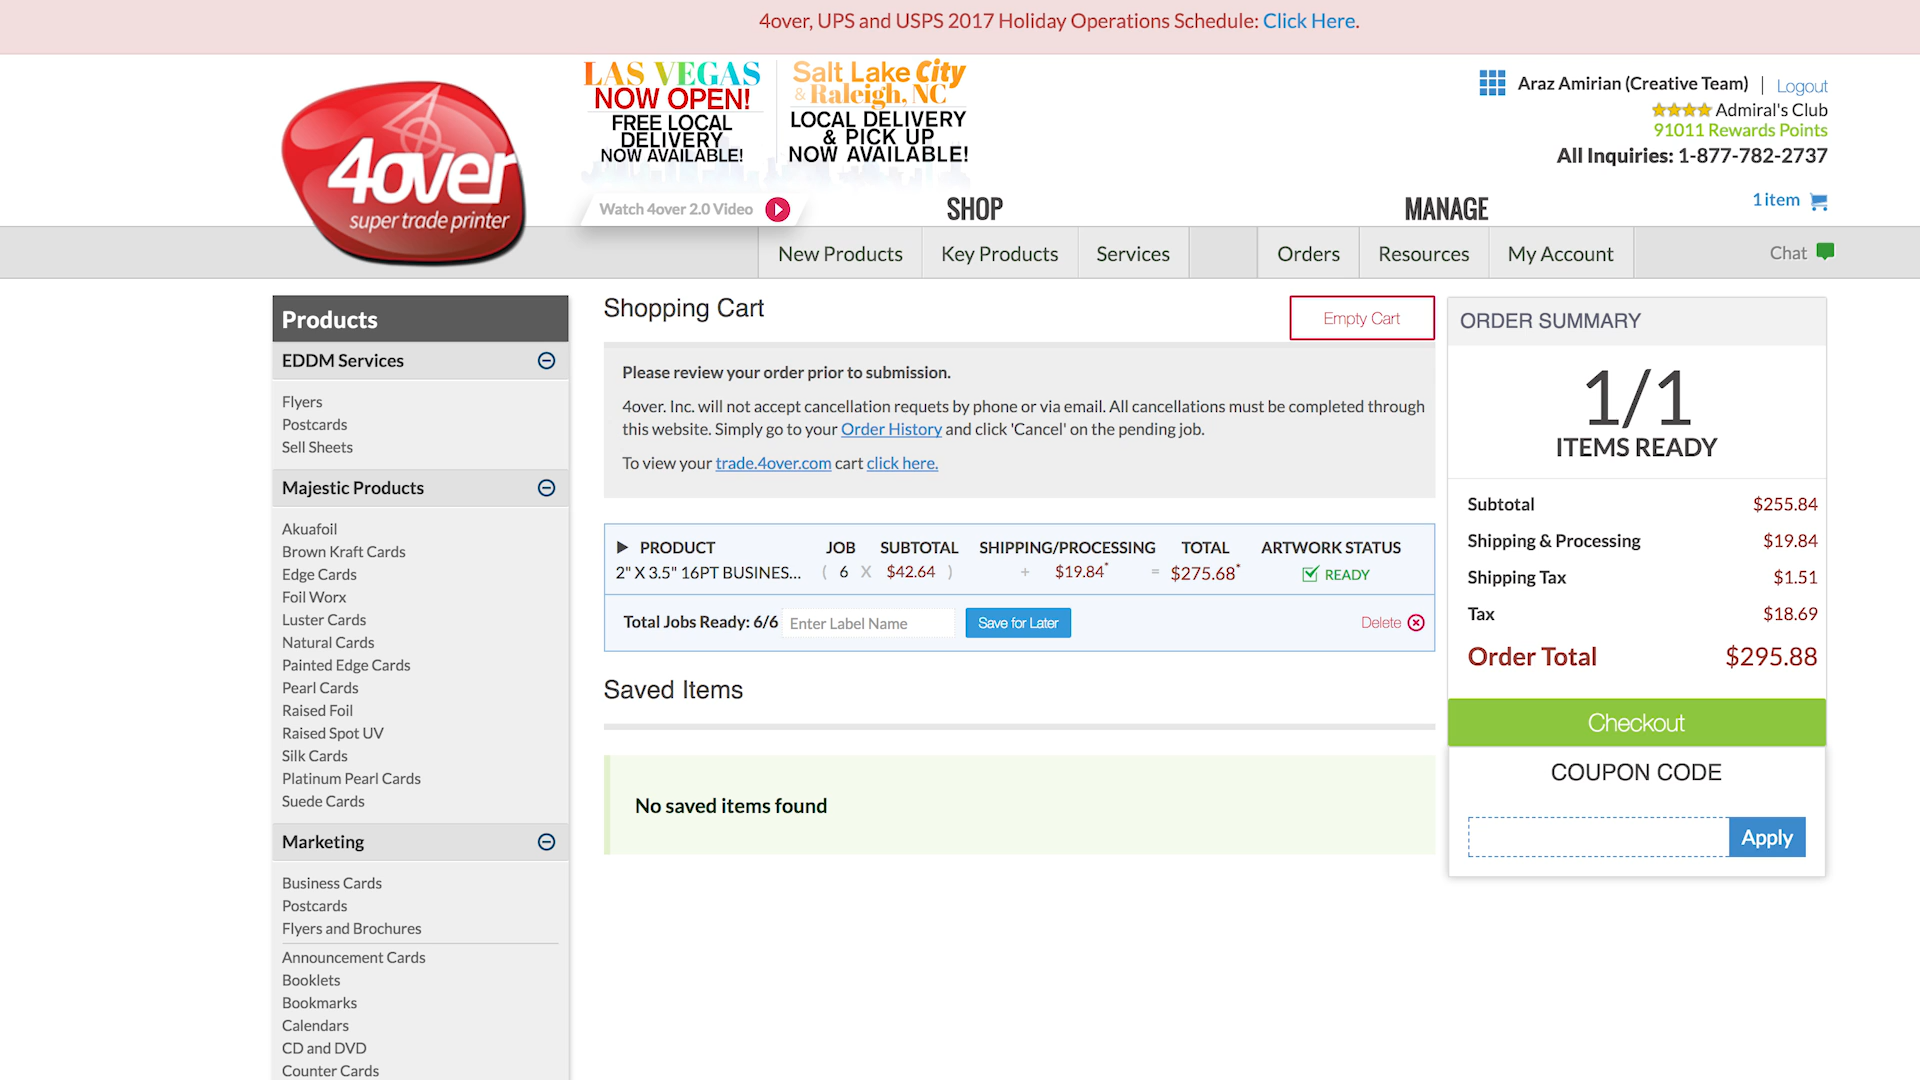 4over, UPS and USPS 2017 Holiday Operations Schedule: Click Here.
LAS VEGAS
NOW OPEN!
FREE LOCAL
DELIVERY
NOW AVAILABLE!
Salt Lake City
& Raleigh, NC
LOCAL DELIVERY
& PICK UP
NOW AVAILABLE!
Araz Amirian (Creative Team) | Logout
Admiral's Club
91011 Rewards Points
All Inquiries: 1-877-782-2737
4over
super trade printer
Watch 4over 2.0 Video
SHOP
MANAGE
1 item
New Products
Key Products
Services
Orders
Resources
My Account
Chat
Products
EDDM Services
Flyers
Postcards
Sell Sheets
Majestic Products
Akuafoil
Brown Kraft Cards
Edge Cards
Foil Worx
Luster Cards
Natural Cards
Painted Edge Cards
Pearl Cards
Raised Foil
Raised Spot UV
Silk Cards
Platinum Pearl Cards
Suede Cards
Marketing
Business Cards
Postcards
Flyers and Brochures
Announcement Cards
Booklets
Bookmarks
Calendars
CD and DVD
Counter Cards
Shopping Cart
Empty Cart
Please review your order prior to submission.
4over. Inc. will not accept cancellation requets by phone or via email. All cancellations must be completed through
this website. Simply go to your Order History and click 'Cancel' on the pending job.
To view your trade.4over.com cart click here.
PRODUCT JOB SUBTOTAL SHIPPING/PROCESSING TOTAL ARTWORK STATUS
2" X 3.5" 16PT BUSINES... ( 6 X $42.64 ) + $19.84* = $275.68* READY
Total Jobs Ready: 6/6 Enter Label Name Save for Later Delete
Saved Items
No saved items found
ORDER SUMMARY
1/1
ITEMS READY
Subtotal $255.84
Shipping & Processing $19.84
Shipping Tax $1.51
Tax $18.69
Order Total $295.88
Checkout
COUPON CODE
Apply